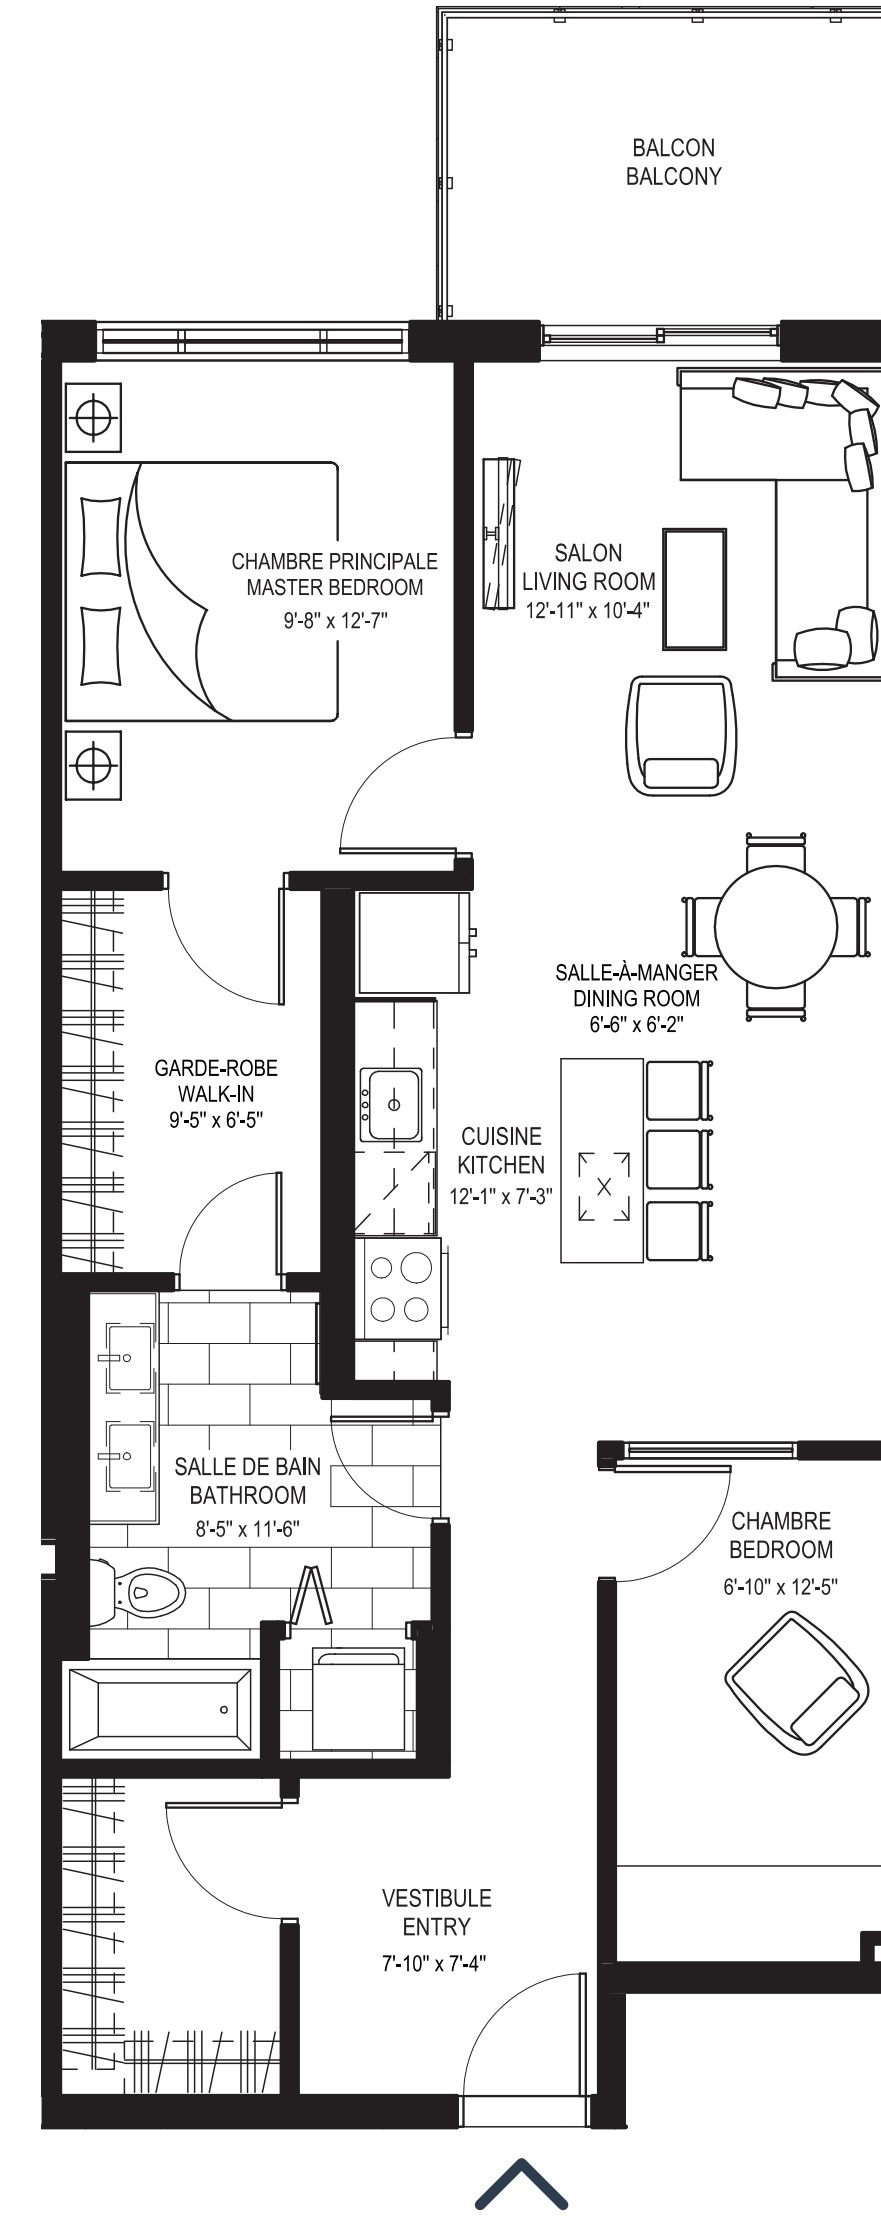 BALCON
BALCONY
CHAMBRE PRINCIPALE
MASTER BEDROOM
9'-8" x 12'-7"
SALON
LIVING ROOM
12'-11" x 10'-4"
SALLE-À-MANGER
DINING ROOM
6'-6" x 6'-2"
GARDE-ROBE
WALK-IN
9'-5" x 6'-5"
CUISINE
KITCHEN
12'-1" x 7'-3"
SALLE DE BAIN
BATHROOM
8'-5" x 11'-6"
CHAMBRE
BEDROOM
6'-10" x 12'-5"
VESTIBULE
ENTRY
7'-10" x 7'-4"